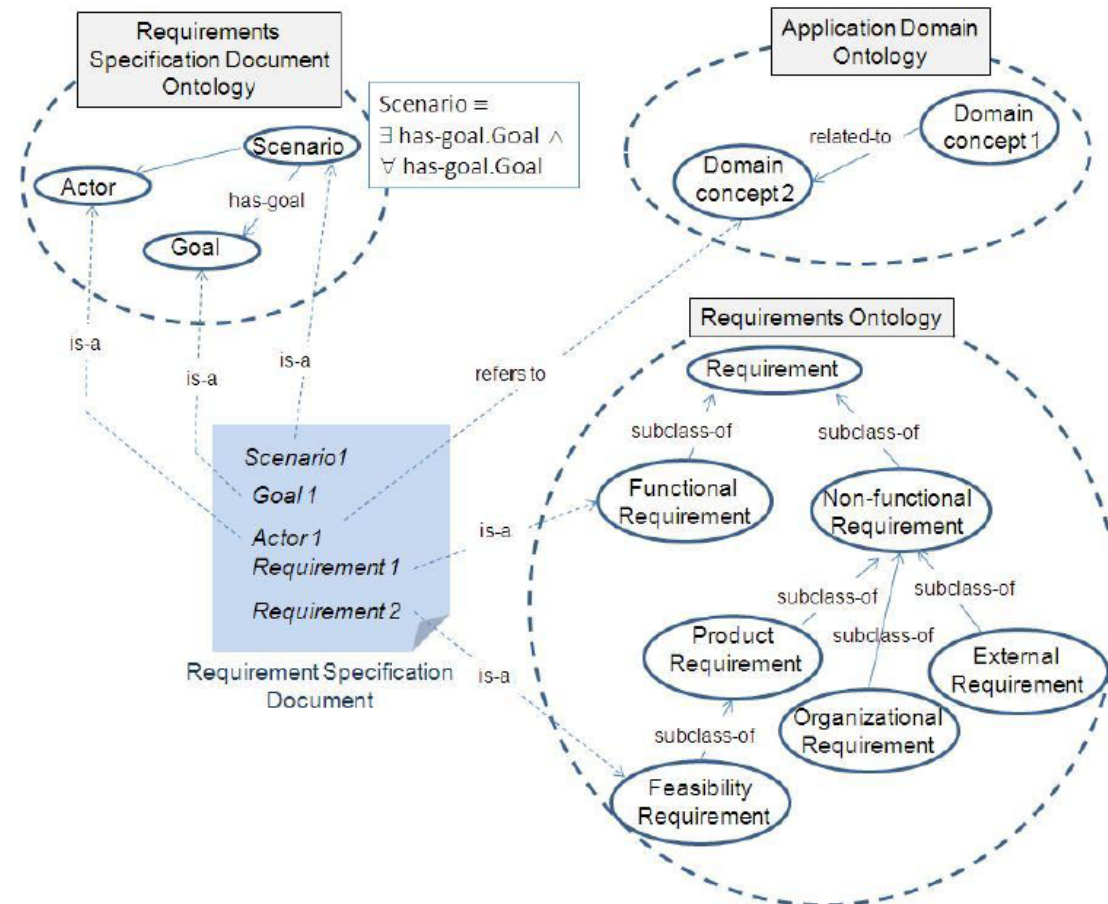 Requirements
Specification Document
Ontology
Scenario ≡
∃ has-goal.Goal ∧
∀ has-goal.Goal
Scenario
Actor
has-goal
Goal
is-a
is-a
is-a
Application Domain
Ontology
Domain
concept 1
related-to
Domain
concept 2
refers to
Requirements Ontology
Requirement
subclass-of
subclass-of
Functional
Requirement
Non-functional
Requirement
is-a
subclass-of
subclass-of
subclass-of
Product
Requirement
External
Requirement
Organizational
Requirement
is-a
subclass-of
Feasibility
Requirement
Scenario1
Goal 1
Actor 1
Requirement 1
Requirement 2
Requirement Specification
Document